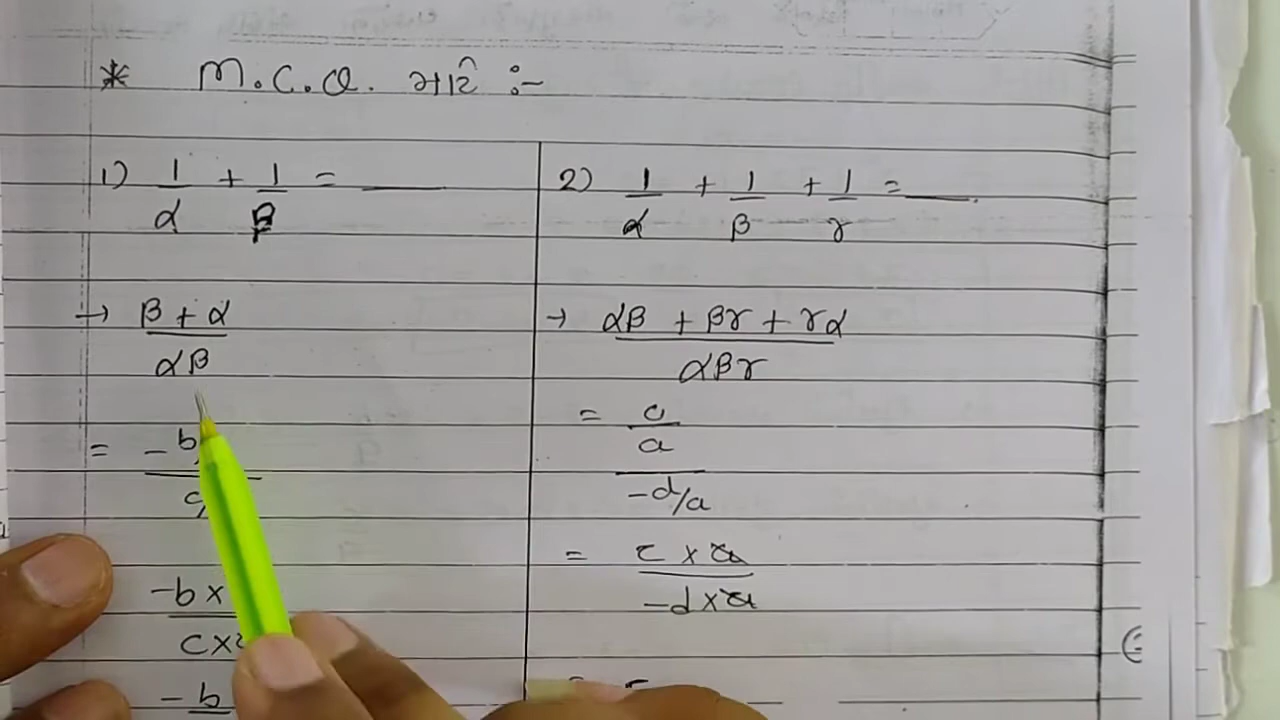 * M.C.Q. માટે :-
1) 1/α + 1/β = ____
→ β + α / αβ
= -b
c/
-b ×
c×
-b
2) 1/α + 1/β + 1/γ = ____.
→ αβ + βγ + γα / αβγ
= c/a / -d/a
= c × a / -d × a
=